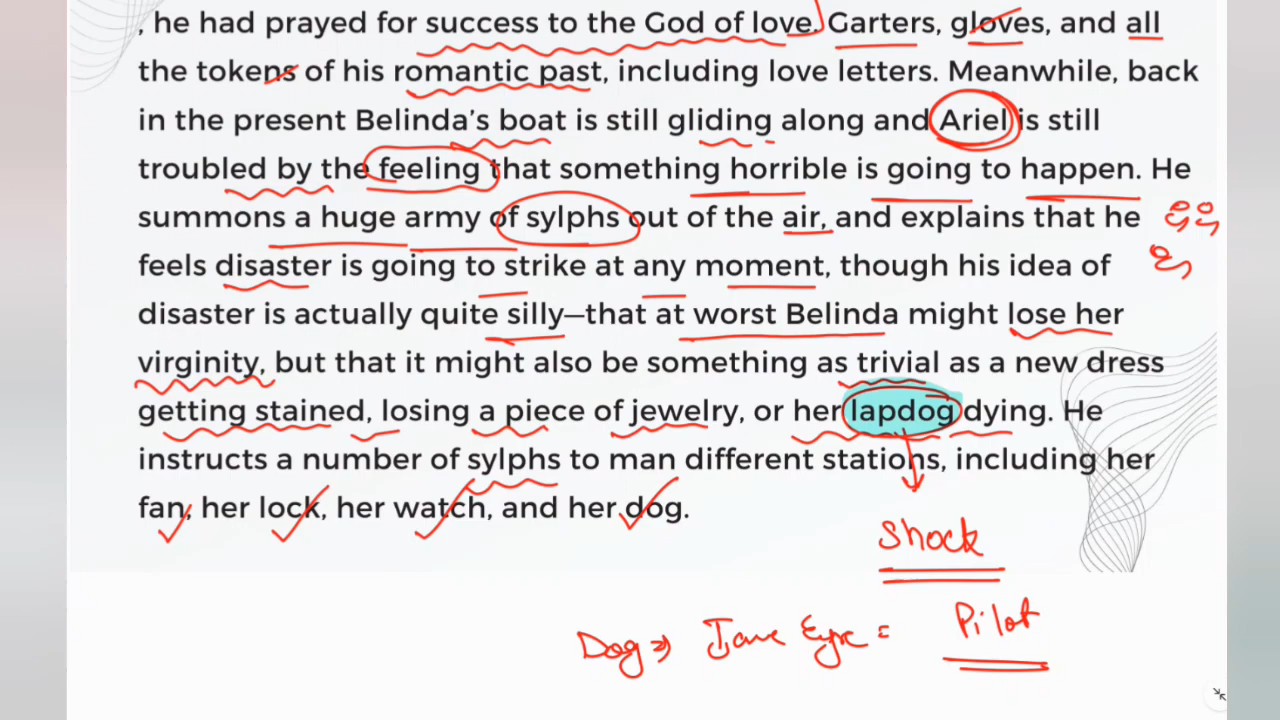 , he had prayed for success to the God of love. Garters, gloves, and all
the tokens of his romantic past, including love letters. Meanwhile, back
in the present Belinda's boat is still gliding along and Ariel is still
troubled by the feeling that something horrible is going to happen. He
summons a huge army of sylphs out of the air, and explains that he
feels disaster is going to strike at any moment, though his idea of
disaster is actually quite silly—that at worst Belinda might lose her
virginity, but that it might also be something as trivial as a new dress
getting stained, losing a piece of jewelry, or her lapdog dying. He
instructs a number of sylphs to man different stations, including her
fan, her lock, her watch, and her dog.
Shock
Dog ⇒ Jane Eyre = Pilot